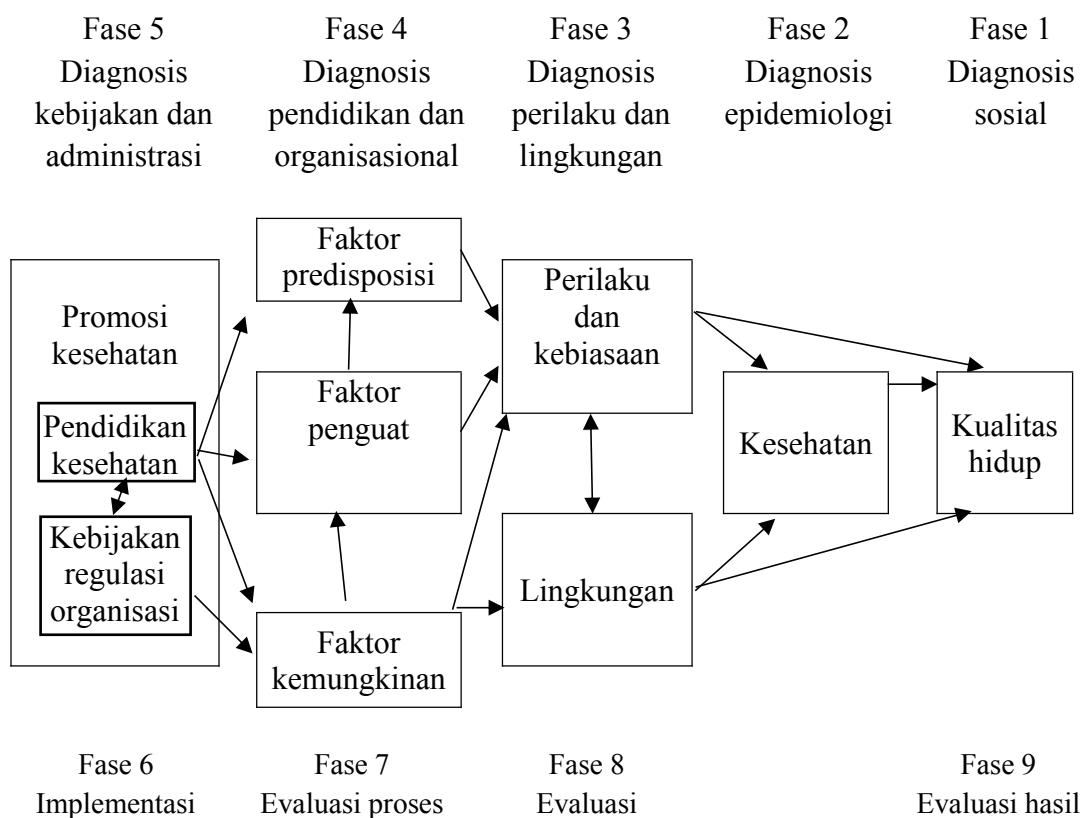 Fase 5
Diagnosis
kebijakan dan
administrasi
Fase 4
Diagnosis
pendidikan dan
organisasional
Fase 3
Diagnosis
perilaku dan
lingkungan
Fase 2
Diagnosis
epidemiologi
Fase 1
Diagnosis
sosial
Promosi
kesehatan
Pendidikan
kesehatan
Kebijakan
regulasi
organisasi
Faktor
predisposisi
Faktor
penguat
Faktor
kemungkinan
Perilaku
dan
kebiasaan
Lingkungan
Kesehatan
Kualitas
hidup
Fase 6
Implementasi
Fase 7
Evaluasi proses
Fase 8
Evaluasi
Fase 9
Evaluasi hasil